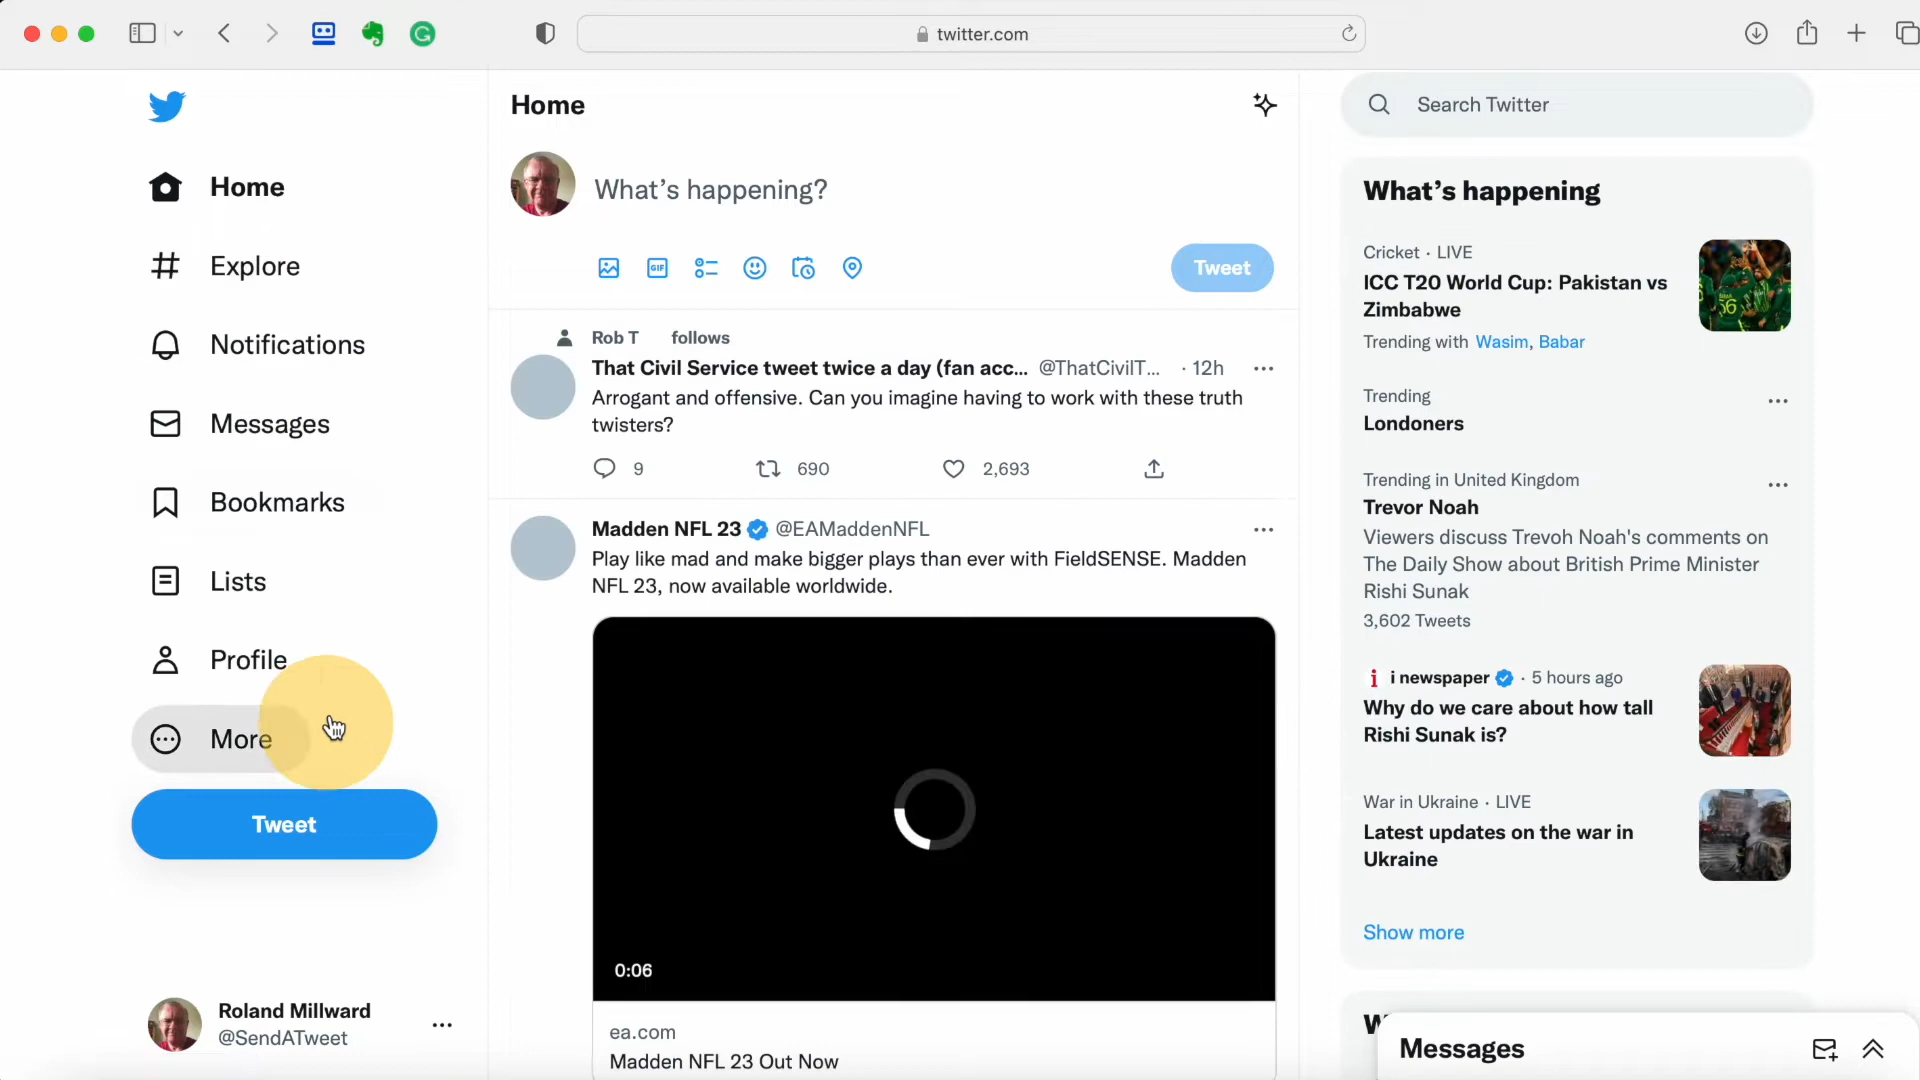 twitter.com
Home
Explore
Notifications
Messages
Bookmarks
Lists
Profile
More
Tweet
Roland Millward
@SendATweet
Home
What’s happening?
GIF
Tweet
Rob T follows
That Civil Service tweet twice a day (fan acc... @ThatCivilT... · 12h
Arrogant and offensive. Can you imagine having to work with these truth
twisters?
9 690 2,693
Madden NFL 23 @EAMaddenNFL
Play like mad and make bigger plays than ever with FieldSENSE. Madden
NFL 23, now available worldwide.
0:06
ea.com
Madden NFL 23 Out Now
Search Twitter
What’s happening
Cricket · LIVE
ICC T20 World Cup: Pakistan vs
Zimbabwe
Trending with Wasim, Babar
Trending
Londoners
Trending in United Kingdom
Trevor Noah
Viewers discuss Trevoh Noah's comments on
The Daily Show about British Prime Minister
Rishi Sunak
3,602 Tweets
i newspaper · 5 hours ago
Why do we care about how tall
Rishi Sunak is?
War in Ukraine · LIVE
Latest updates on the war in
Ukraine
Show more
Messages